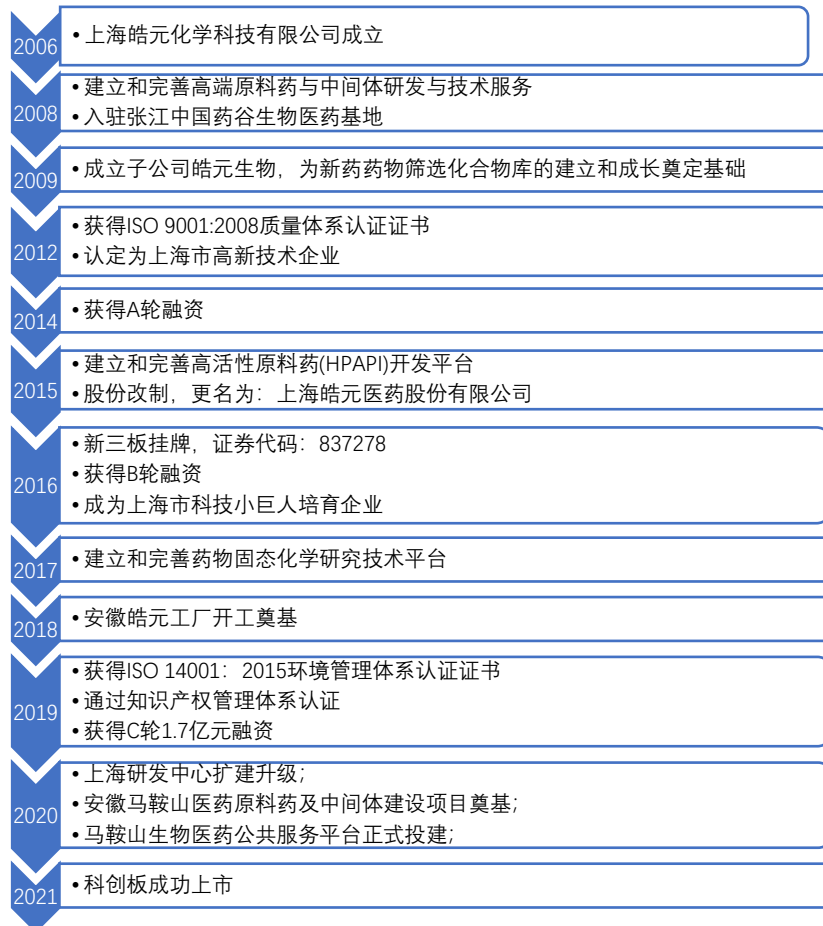 2006
•上海皓元化学科技有限公司成立
2008
•建立和完善高端原料药与中间体研发与技术服务
•入驻张江中国药谷生物医药基地
2009
•成立子公司皓元生物，为新药药物筛选化合物库的建立和成长奠定基础
2012
•获得ISO 9001:2008质量体系认证证书
•认定为上海市高新技术企业
2014
•获得A轮融资
2015
•建立和完善高活性原料药(HPAPI)开发平台
•股份改制，更名为：上海皓元医药股份有限公司
2016
•新三板挂牌，证券代码：837278
•获得B轮融资
•成为上海市科技小巨人培育企业
2017
•建立和完善药物固态化学研究技术平台
2018
•安徽皓元工厂开工奠基
2019
•获得ISO 14001：2015环境管理体系认证证书
•通过知识产权管理体系认证
•获得C轮1.7亿元融资
2020
•上海研发中心扩建升级；
•安徽马鞍山医药原料药及中间体建设项目奠基；
•马鞍山生物医药公共服务平台正式投建；
2021
•科创板成功上市